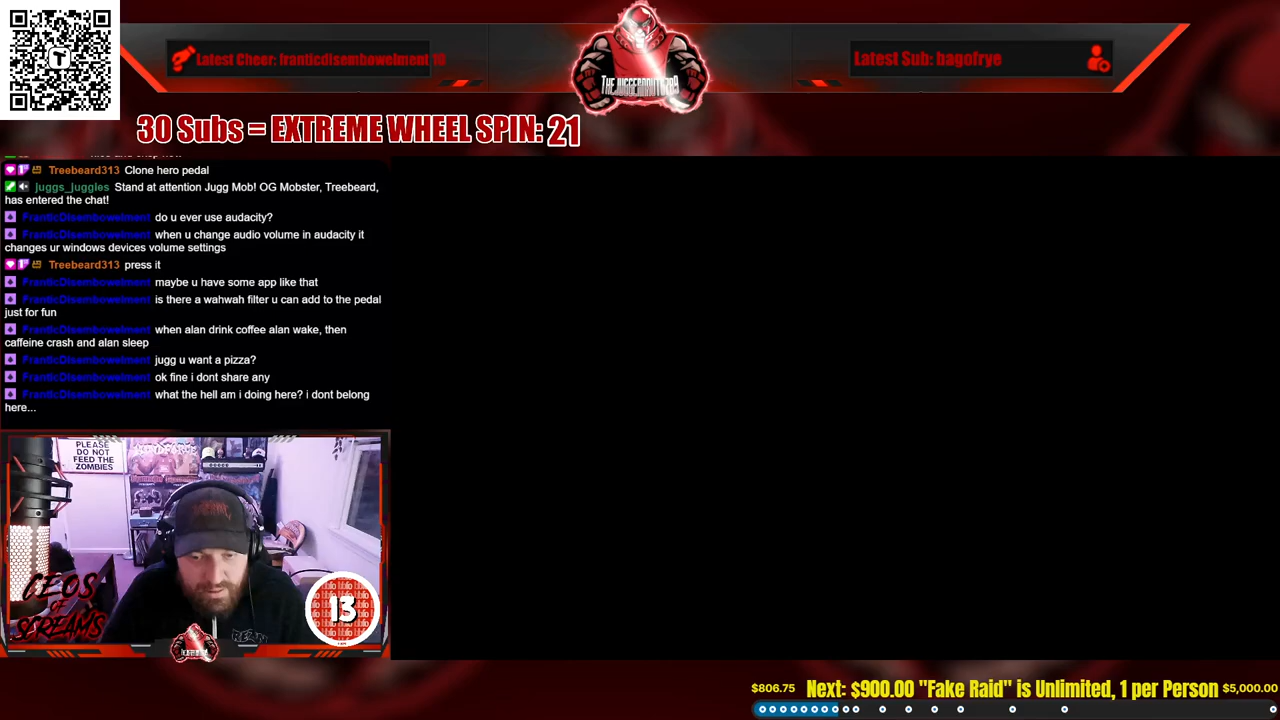 Latest Cheer: franticdisembowelment 10
Latest Sub: bagofrye
THEJUGGERNAUT0289
30 Subs = EXTREME WHEEL SPIN: 21
Treebeard313 Clone hero pedal
juggs_juggles Stand at attention Jugg Mob! OG Mobster, Treebeard,
has entered the chat!
FranticDisembowelment do u ever use audacity?
FranticDisembowelment when u change audio volume in audacity it
changes ur windows devices volume settings
Treebeard313 press it
FranticDisembowelment maybe u have some app like that
FranticDisembowelment is there a wahwah filter u can add to the pedal
just for fun
FranticDisembowelment when alan drink coffee alan wake, then
caffeine crash and alan sleep
FranticDisembowelment jugg u want a pizza?
FranticDisembowelment ok fine i dont share any
FranticDisembowelment what the hell am i doing here? i dont belong
here...
PLEASE
DO NOT
FEED THE
ZOMBIES
CEOS
OF
SCREAMS
13
$806.75 Next: $900.00 "Fake Raid" is Unlimited, 1 per Person $5,000.00